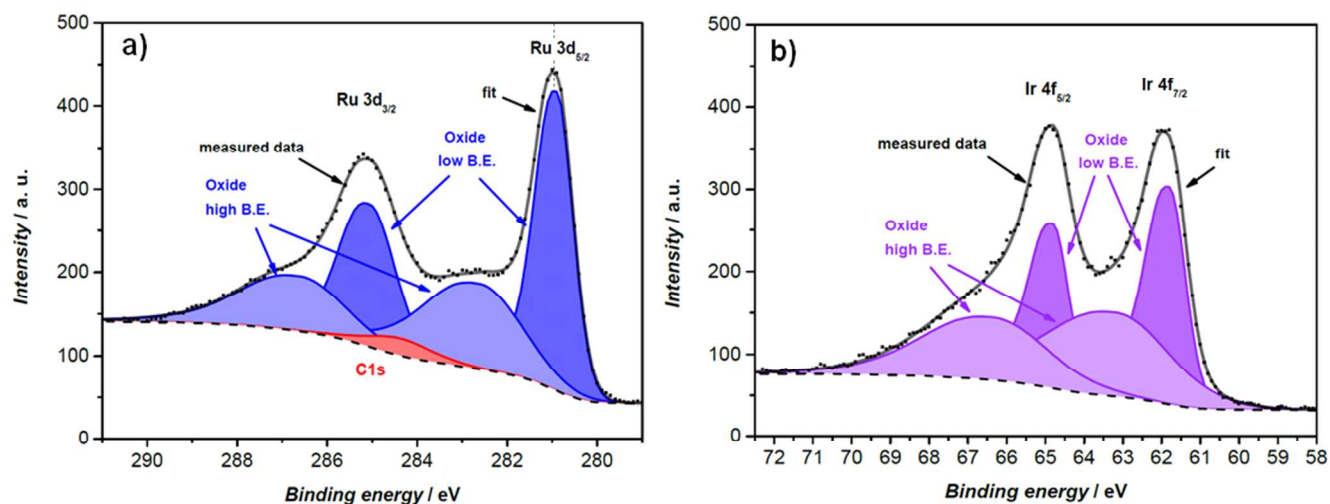 a)
Ru 3d5/2
Ru 3d3/2
fit
measured data
Oxide
low B.E.
Oxide
high B.E.
C1s
500
400
300
200
100
0
Intensity / a. u.
290 288 286 284 282 280
Binding energy / eV
b)
Ir 4f5/2
Ir 4f7/2
measured data
Oxide
low B.E.
fit
Oxide
high B.E.
500
400
300
200
100
0
Intensity / a.u.
72 71 70 69 68 67 66 65 64 63 62 61 60 59 58
Binding energy / eV